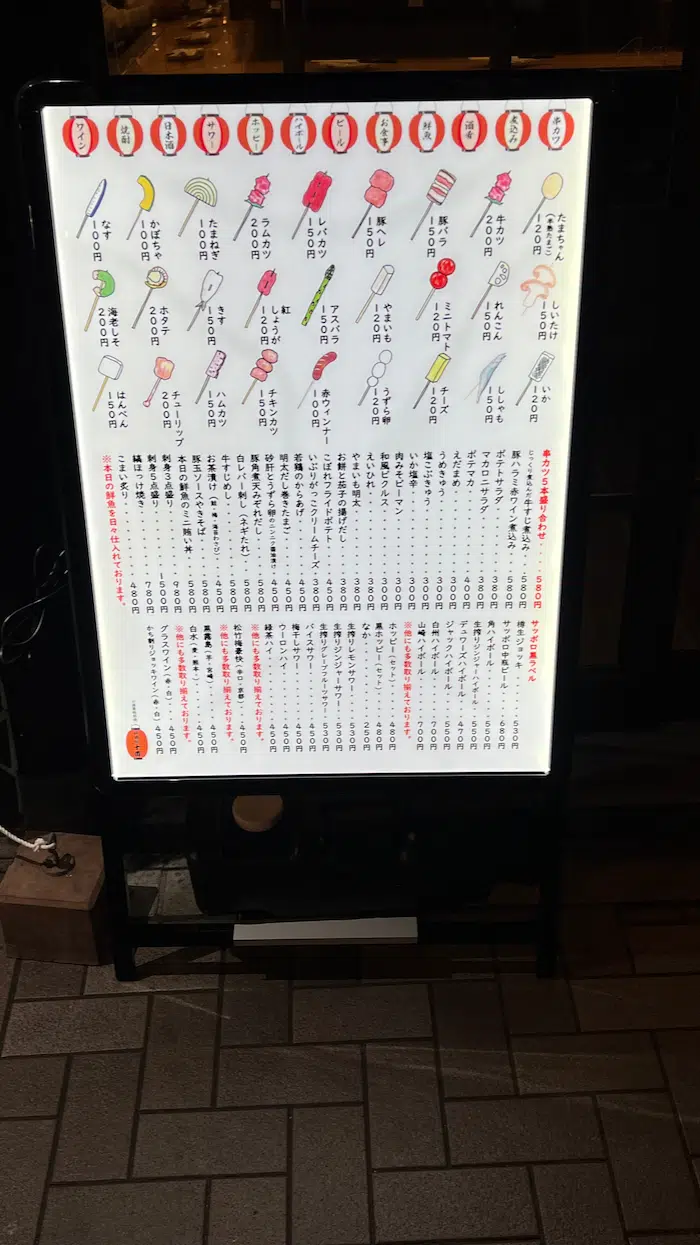 串カツ
煮込み
酒肴
鮮魚
お食事
ビール
ハイボール
ホッピー
サワー
日本酒
焼酎
ワイン
たまちゃん
(半熟たまご)
120円
牛カツ
200円
豚バラ
150円
豚ヘレ
150円
レバカツ
150円
ラムカツ
200円
たまねぎ
100円
かぼちゃ
100円
なす
100円
しいたけ
150円
れんこん
120円
ミニトマト
120円
やまいも
120円
アスパラ
150円
紅しょうが
120円
きす
150円
ホタテ
200円
海老しそ
200円
いか
120円
ししゃも
150円
チーズ
120円
うずら卵
120円
赤ウィンナー
100円
チキンカツ
120円
ハムカツ
150円
チューリップ
200円
はんぺん
150円
串カツ5本盛り合わせ・・・580円
じっくり煮込んだ牛すじ煮込み・・580円
豚ハラミ赤ワイン煮込み・・580円
ポテトサラダ・・・380円
マカロニサラダ・・・380円
ポテマカ・・・400円
えだまめ・・・300円
うめきゅう・・・300円
塩こぶきゅう・・・300円
いか塩辛・・・300円
肉みそピーマン・・・300円
和風ピクルス・・・300円
えいひれ・・・380円
やまいも明太・・・380円
お餅と茄子の揚げだし・・380円
こぼれフライドポテト・・450円
いぶりがっこクリームチーズ・380円
若鶏のからあげ・・・450円
明太だし巻きたまご・・・450円
砂肝とうずら卵のニンニク醤油漬け・450円
豚角煮天みぞれだし・・580円
白レバー刺し(ネギたれ)・・580円
牛すじめし・・・580円
お茶漬け(鮭・梅・海苔わさび)・・450円
豚玉ソースやきそば・・580円
本日の鮮魚のミニ賄い丼・・580円
刺身3点盛り・・・980円
刺身5点盛り・・・1500円
縞ほっけ焼き・・・780円
こまい炙り・・・480円
※本日の鮮魚を日々仕入れております。
サッポロ黒ラベル
樽生ジョッキ・・・530円
サッポロ中瓶ビール・・・680円
角ハイボール・・・450円
生搾りジンジャーハイボール・・550円
デュワーズハイボール・・470円
ジャックハイボール・・550円
白州ハイボール・・・700円
山崎ハイボール・・・700円
※他にも多数取り揃えております。
ホッピー(セット)・・・480円
黒ホッピー(セット)・・480円
なか・・・250円
生搾りレモンサワー・・・530円
生搾りジンジャーサワー・・530円
生搾りグレープフルーツサワー・・530円
バイスサワー・・・450円
梅干しサワー・・・450円
ウーロンハイ・・・450円
緑茶ハイ・・・450円
※他にも多数取り揃えております。
松竹梅豪快(辛口・京都)・・450円
※他にも多数取り揃えております。
黒霧島(芋・宮崎)・・450円
白水(麦・熊本)・・450円
※他にも多数取り揃えております。
グラスワイン(赤・白)・・450円
かち割りジョッキワイン(赤・白)・・450円